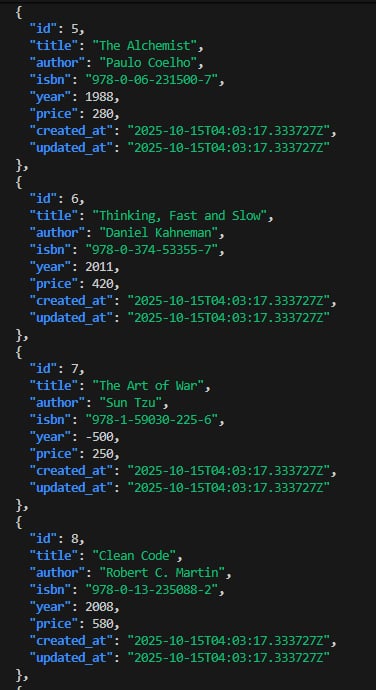 {
"id": 5,
"title": "The Alchemist",
"author": "Paulo Coelho",
"isbn": "978-0-06-231500-7",
"year": 1988,
"price": 280,
"created_at": "2025-10-15T04:03:17.333727Z",
"updated_at": "2025-10-15T04:03:17.333727Z"
},
{
"id": 6,
"title": "Thinking, Fast and Slow",
"author": "Daniel Kahneman",
"isbn": "978-0-374-53355-7",
"year": 2011,
"price": 420,
"created_at": "2025-10-15T04:03:17.333727Z",
"updated_at": "2025-10-15T04:03:17.333727Z"
},
{
"id": 7,
"title": "The Art of War",
"author": "Sun Tzu",
"isbn": "978-1-59030-225-6",
"year": -500,
"price": 250,
"created_at": "2025-10-15T04:03:17.333727Z",
"updated_at": "2025-10-15T04:03:17.333727Z"
},
{
"id": 8,
"title": "Clean Code",
"author": "Robert C. Martin",
"isbn": "978-0-13-235088-2",
"year": 2008,
"price": 580,
"created_at": "2025-10-15T04:03:17.333727Z",
"updated_at": "2025-10-15T04:03:17.333727Z"
},
{